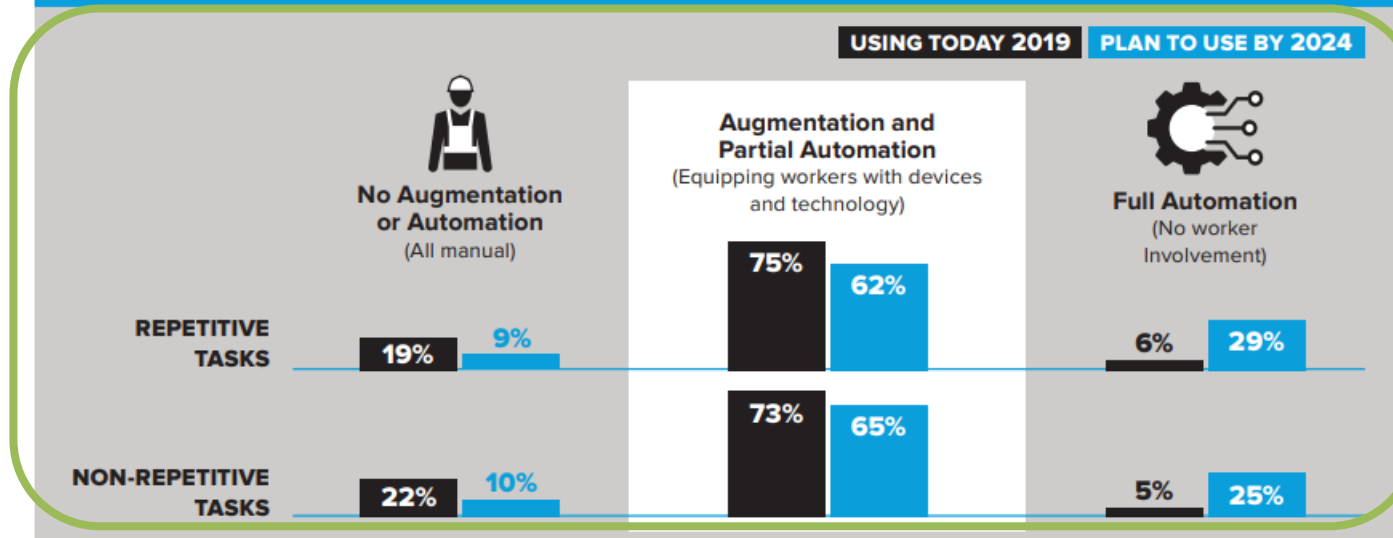 USING TODAY 2019
PLAN TO USE BY 2024
No Augmentation
or Automation
(All manual)
Augmentation and
Partial Automation
(Equipping workers with devices
and technology)
Full Automation
(No worker
Involvement)
REPETITIVE
TASKS
19%
9%
75%
62%
6%
29%
NON-REPETITIVE
TASKS
22%
10%
73%
65%
5%
25%